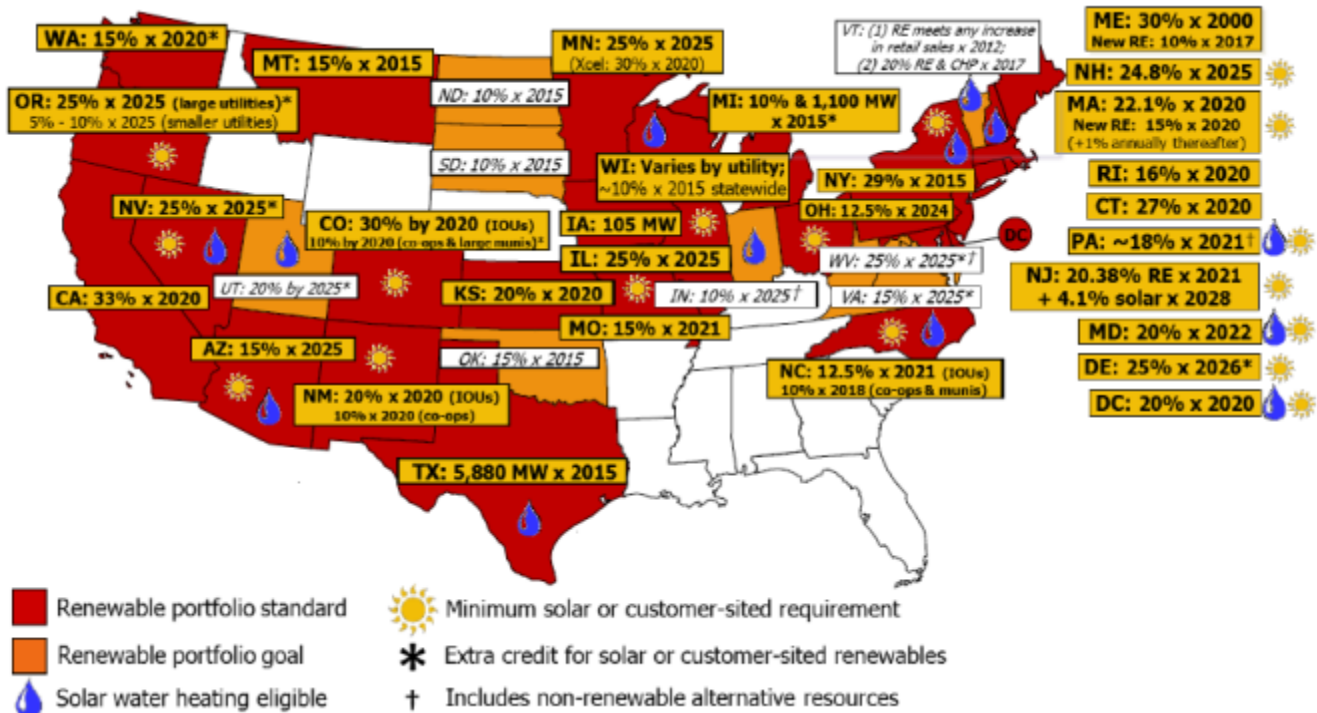 WA: 15% x 2020*
MT: 15% x 2015
MN: 25% x 2025
(Xcel: 30% x 2020)
VT: (1) RE meets any increase
in retail sales x 2012;
(2) 20% RE & CHP x 2017
ME: 30% x 2000
New RE: 10% x 2017
NH: 24.8% x 2025
OR: 25% x 2025 (large utilities)*
5% - 10% x 2025 (smaller utilities)
ND: 10% x 2015
MI: 10% & 1,100 MW
x 2015*
MA: 22.1% x 2020
New RE: 15% x 2020
(+1% annually thereafter)
SD: 10% x 2015
WI: Varies by utility;
~10% x 2015 statewide
NY: 29% x 2015
RI: 16% x 2020
NV: 25% x 2025*
CO: 30% by 2020 (IOUs)
10% by 2020 (co-ops & large munis)*
IA: 105 MW
OH: 12.5% x 2024
CT: 27% x 2020
DC
PA: ~18% x 2021†
IL: 25% x 2025
WV: 25% x 2025*†
UT: 20% by 2025*
CA: 33% x 2020
KS: 20% x 2020
IN: 10% x 2025†
VA: 15% x 2025*
NJ: 20.38% RE x 2021
+ 4.1% solar x 2028
MO: 15% x 2021
MD: 20% x 2022
AZ: 15% x 2025
OK: 15% x 2015
NC: 12.5% x 2021 (IOUs)
10% x 2018 (co-ops & munis)
DE: 25% x 2026*
NM: 20% x 2020 (IOUs)
10% x 2020 (co-ops)
DC: 20% x 2020
TX: 5,880 MW x 2015
Renewable portfolio standard
Minimum solar or customer-sited requirement
Renewable portfolio goal
* Extra credit for solar or customer-sited renewables
Solar water heating eligible
† Includes non-renewable alternative resources